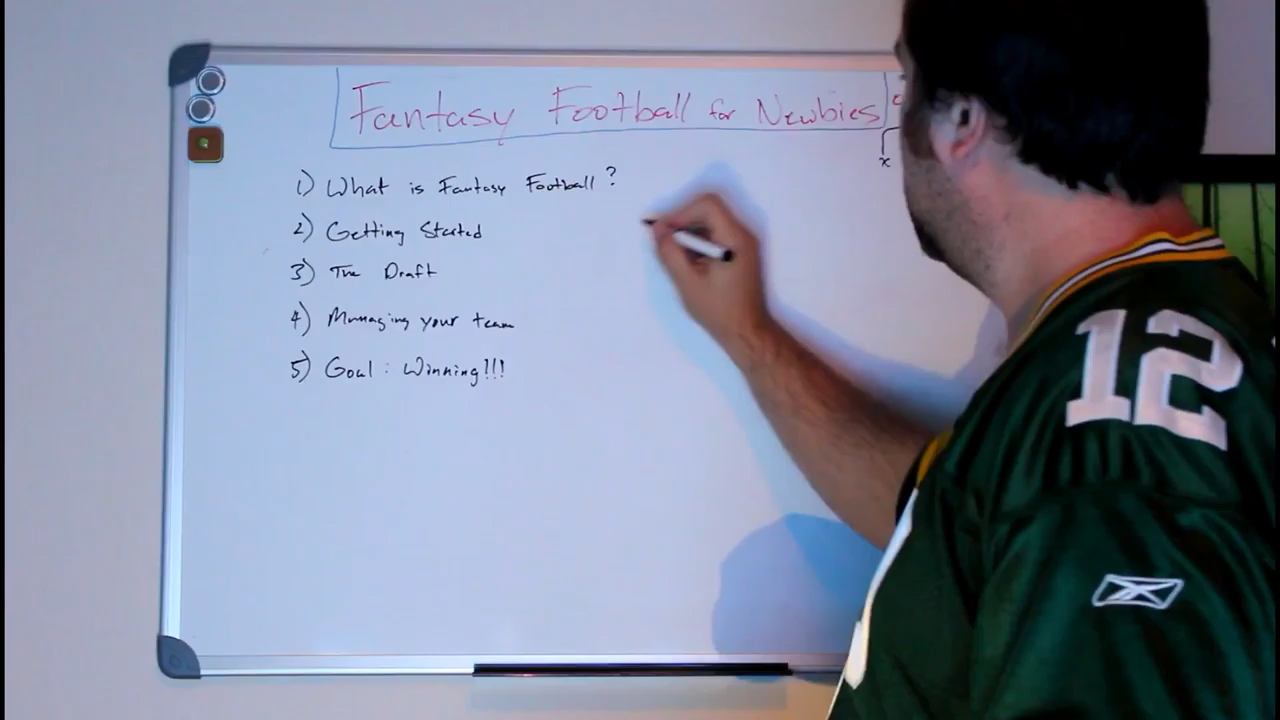 Fantasy Football for Newbies
1) What is Fantasy Football?
2) Getting Started
3) The Draft
4) Managing your team
5) Goal: Winning!!!
x
12